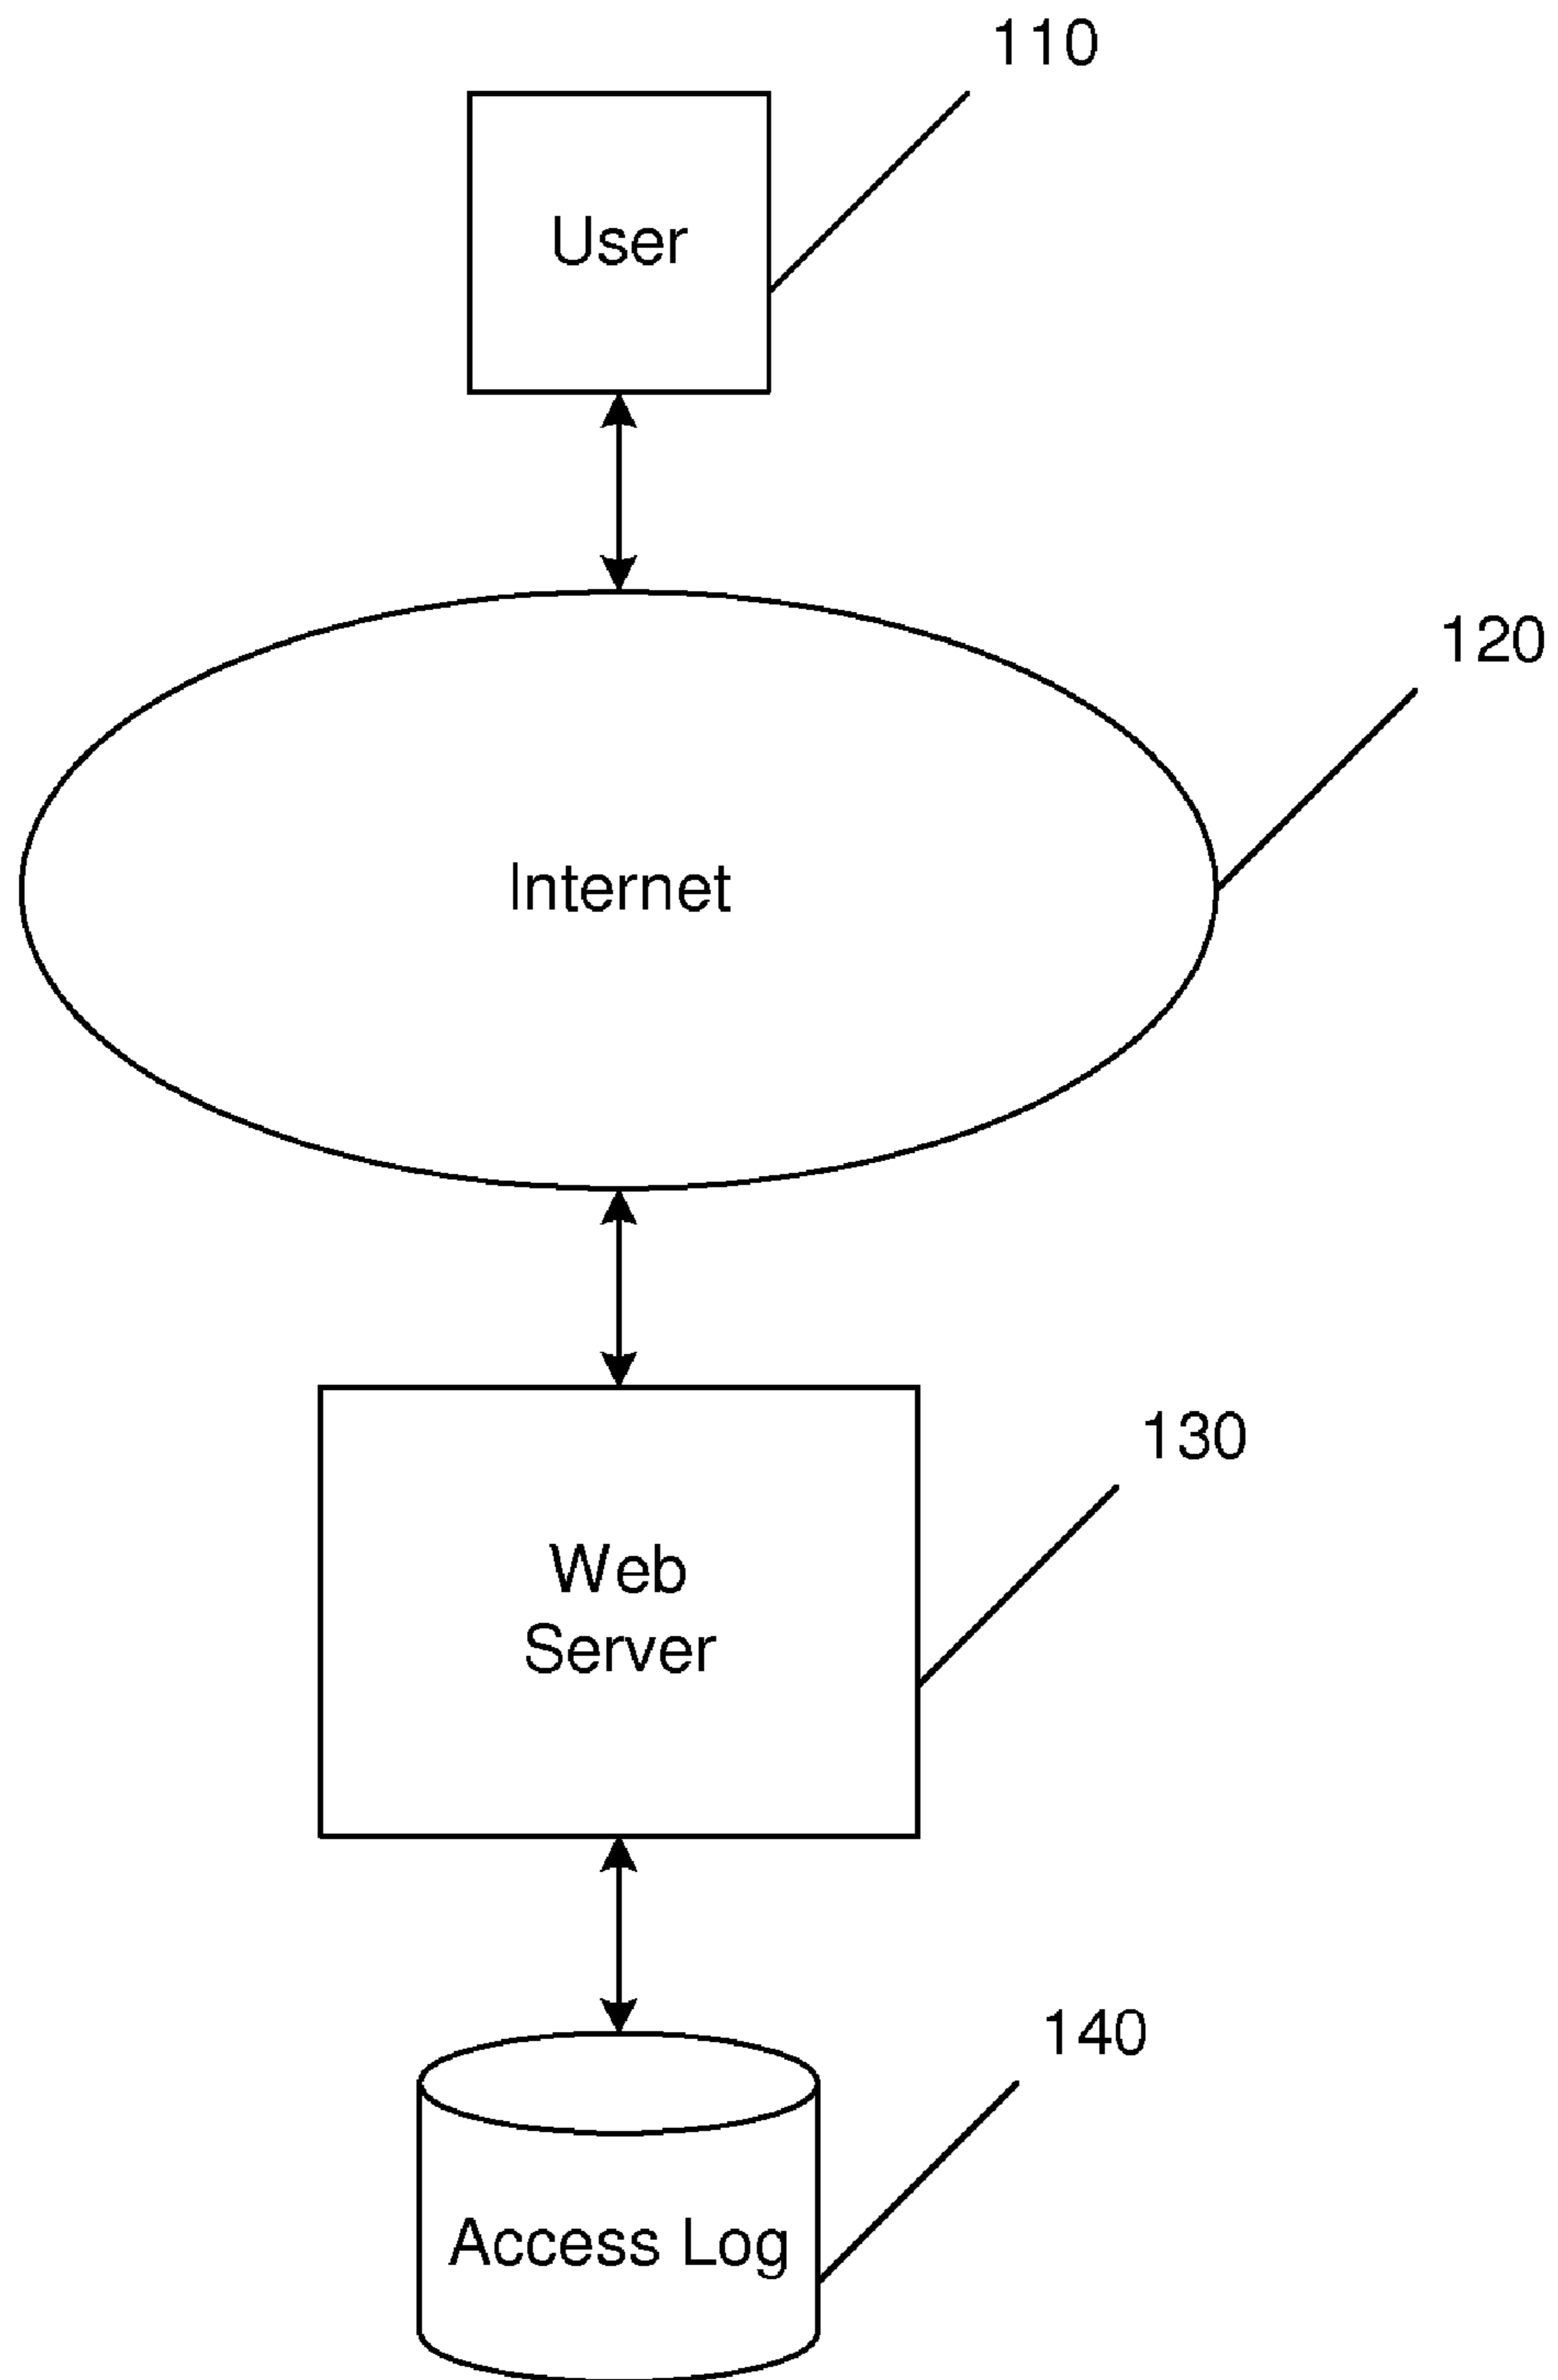 110
User
120
Internet
130
Web
Server
140
Access Log